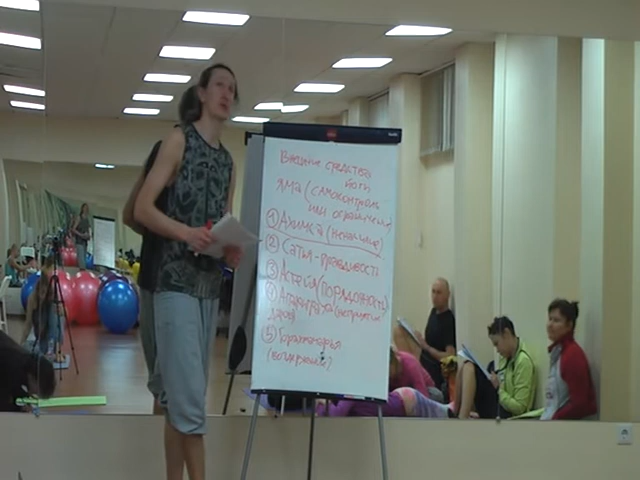 Внешние средства
йоги
Яма (самоконтроль
или ограничения)
① Ахимса (ненасилие)
② Сатья - правдивость
③ Астейя (порядочность)
④ Апариграха (непринятие
даров)
⑤ Брахмачарья